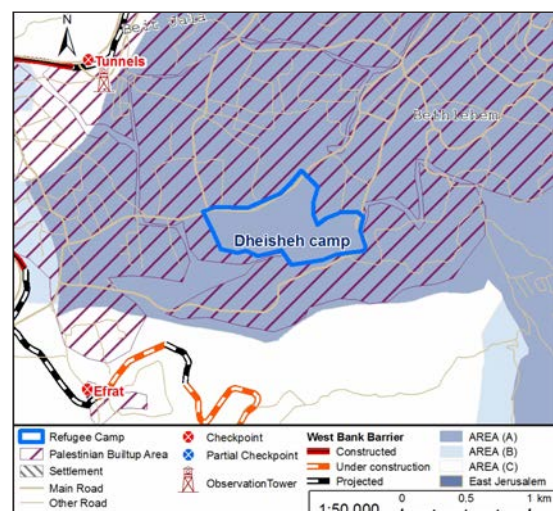 N
Beit Jala
Tunnels
Bethlehem
Dheisheh camp
Efrat
Refugee Camp
Palestinian Builtup Area
Settlement
Main Road
Other Road
Checkpoint
Partial Checkpoint
ObservationTower
West Bank Barrier
Constructed
Under construction
Projected
AREA (A)
AREA (B)
AREA (C)
East Jerusalem
1:50,000
0 0.5 1 km